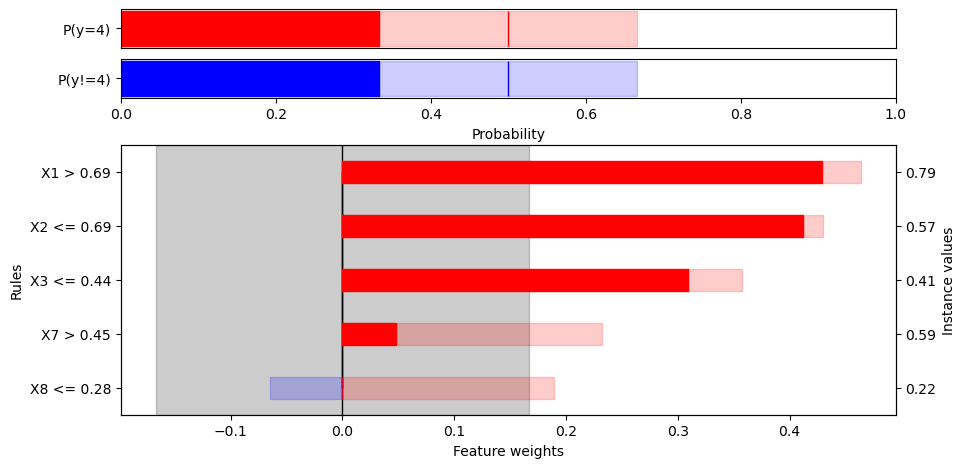 P(y=4)
P(y!=4)
0.0 0.2 0.4 0.6 0.8 1.0
Probability
X1 > 0.69 0.79
X2 <= 0.69 0.57
X3 <= 0.44 0.41
X7 > 0.45 0.59
X8 <= 0.28 0.22
Rules
Instance values
−0.1 0.0 0.1 0.2 0.3 0.4
Feature weights